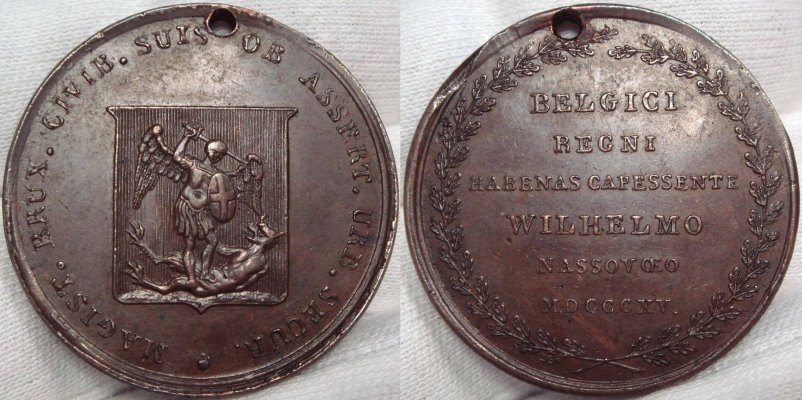 MAGIST. BRUX. CIVIB. SUIS OB ASSERT. URB. SECUR.
BELGICI
REGNI
HABENAS CAPESSENTE
WILHELMO
NASSOVŒO
MDCCCXV.